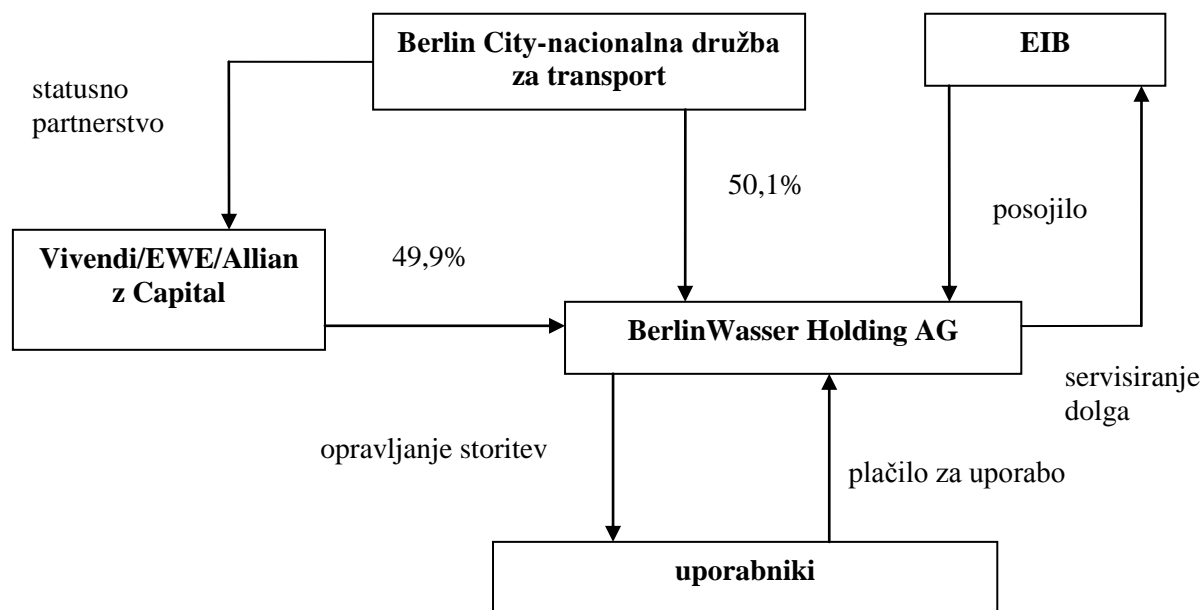 Berlin City-nacionalna družba
za transport
EIB
statusno
partnerstvo
50,1%
posojilo
Vivendi/EWE/Allian
z Capital
49,9%
BerlinWasser Holding AG
servisiranje
dolga
opravljanje storitev
plačilo za uporabo
uporabniki